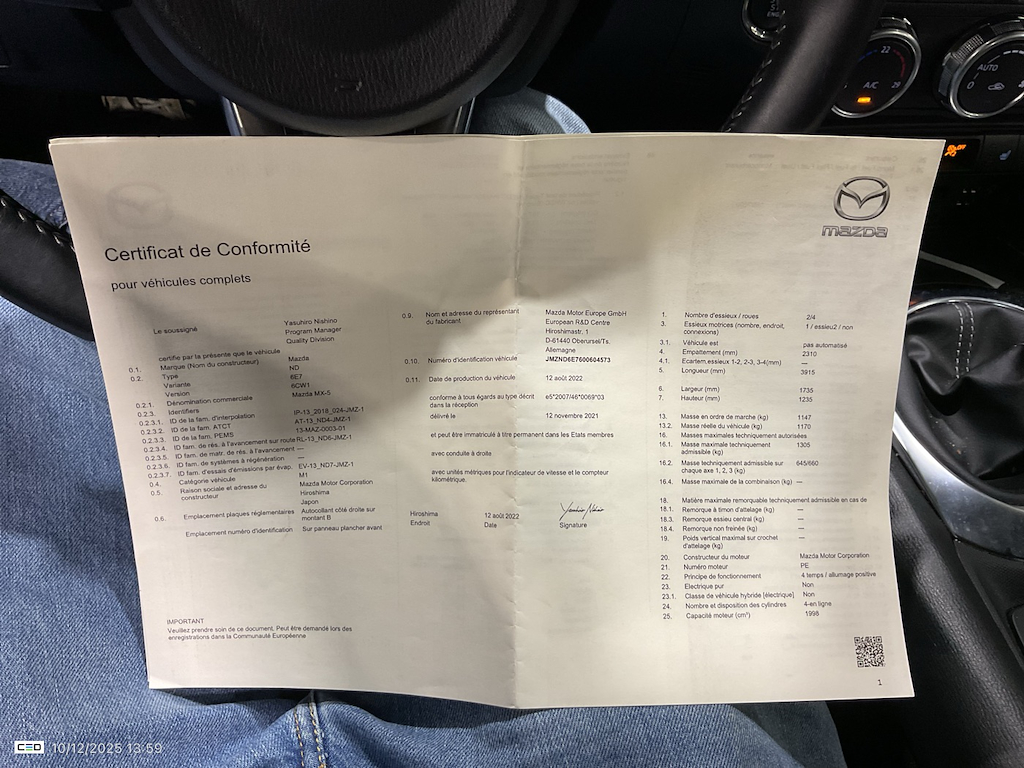 22
A/C
29
AUTO
0
OFF
mazda
Certificat de Conformité
pour véhicules complets
Le soussigné
Yasuhiro Nishino
Program Manager
Quality Division
certifie par la présente que le véhicule
0.1. Marque (Nom du constructeur) Mazda
0.2. Type ND
Variante 6E7
Version 6CW1
0.2.1. Dénomination commerciale Mazda MX-5
0.2.3. Identifiers
0.2.3.1. ID de la fam. d'interpolation IP-13_2018_024-JMZ-1
0.2.3.2. ID de la fam. ATCT AT-13_ND4-JMZ-1
0.2.3.3. ID de la fam. PEMS 13-MAZ-0003-01
0.2.3.4. ID fam. de rés. à l'avancement sur route RL-13_ND6-JMZ-1
0.2.3.5. ID fam. de matr. de rés. à l'avancement —
0.2.3.6. ID fam. de systèmes à régénération —
0.2.3.7. ID fam. d'essais d'émissions par évap. EV-13_ND7-JMZ-1
0.4. Catégorie véhicule M1
0.5. Raison sociale et adresse du
constructeur
Mazda Motor Corporation
Hiroshima
Japon
0.6. Emplacement plaques réglementaires Autocollant côté droite sur
montant B
Emplacement numéro d'identification Sur panneau plancher avant
IMPORTANT
Veuillez prendre soin de ce document. Peut être demandé lors des
enregistrations dans la Communauté Européenne
0.9. Nom et adresse du représentant
du fabricant
Mazda Motor Europe GmbH
European R&D Centre
Hiroshimastr. 1
D-61440 Oberursel/Ts.
Allemagne
0.10. Numéro d'identification véhicule JMZND6E7600604573
0.11. Date de production du véhicule 12 août 2022
conforme à tous égards au type décrit
dans la réception
e5*2007/46*0069*03
délivré le 12 novembre 2021
et peut être immatriculé à titre permanent dans les Etats membres
avec conduite à droite
avec unités métriques pour l'indicateur de vitesse et le compteur
kilométrique.
Hiroshima 12 août 2022
Endroit Date Signature
1. Nombre d'essieux / roues 2/4
3. Essieux motrices (nombre, endroit,
connexions)
1 / essieu2 / non
3.1. Véhicule est pas automatisé
4. Empattement (mm) 2310
4.1. Ecartem.essieux 1-2, 2-3, 3-4(mm) —
5. Longueur (mm) 3915
6. Largeur (mm) 1735
7. Hauteur (mm) 1235
13. Masse en ordre de marche (kg) 1147
13.2. Masse réelle du véhicule (kg) 1170
16. Masses maximales techniquement autorisées
16.1. Masse maximale techniquement
admissible (kg)
1305
16.2. Masse techniquement admissible sur
chaque axe 1, 2, 3 (kg)
645/660
16.4. Masse maximale de la combinaison (kg) —
18. Matière maximale remorquable techniquement admissible en cas de
18.1. Remorque à timon d'attelage (kg) —
18.3. Remorque essieu central (kg) —
18.4. Remorque non freinée (kg) —
19. Poids vertical maximal sur crochet
d'attelage (kg)
—
20. Constructeur du moteur Mazda Motor Corporation
21. Numéro moteur PE
22. Principe de fonctionnement 4 temps / allumage positive
23. Electrique pur Non
23.1. Classe de véhicule hybride [électrique] Non
24. Nombre et disposition des cylindres 4-en ligne
25. Capacité moteur (cm³) 1998
1
CEO 10/12/2025 13:59